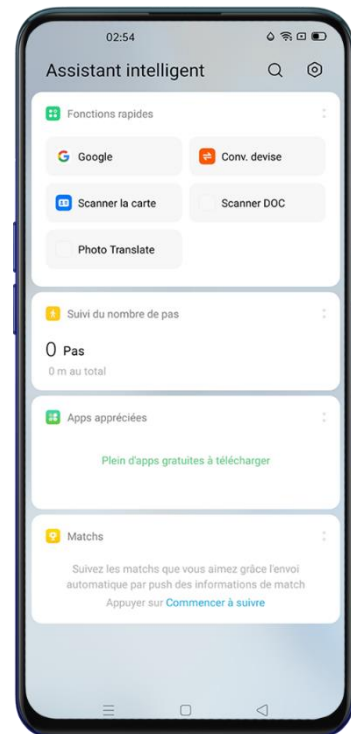 02:54
Assistant intelligent
Fonctions rapides
Google
Conv. devise
Scanner la carte
Scanner DOC
Photo Translate
Suivi du nombre de pas
0 Pas
0 m au total
Apps appréciées
Plein d'apps gratuites à télécharger
Matchs
Suivez les matchs que vous aimez grâce l'envoi
automatique par push des informations de match
Appuyer sur Commencer à suivre